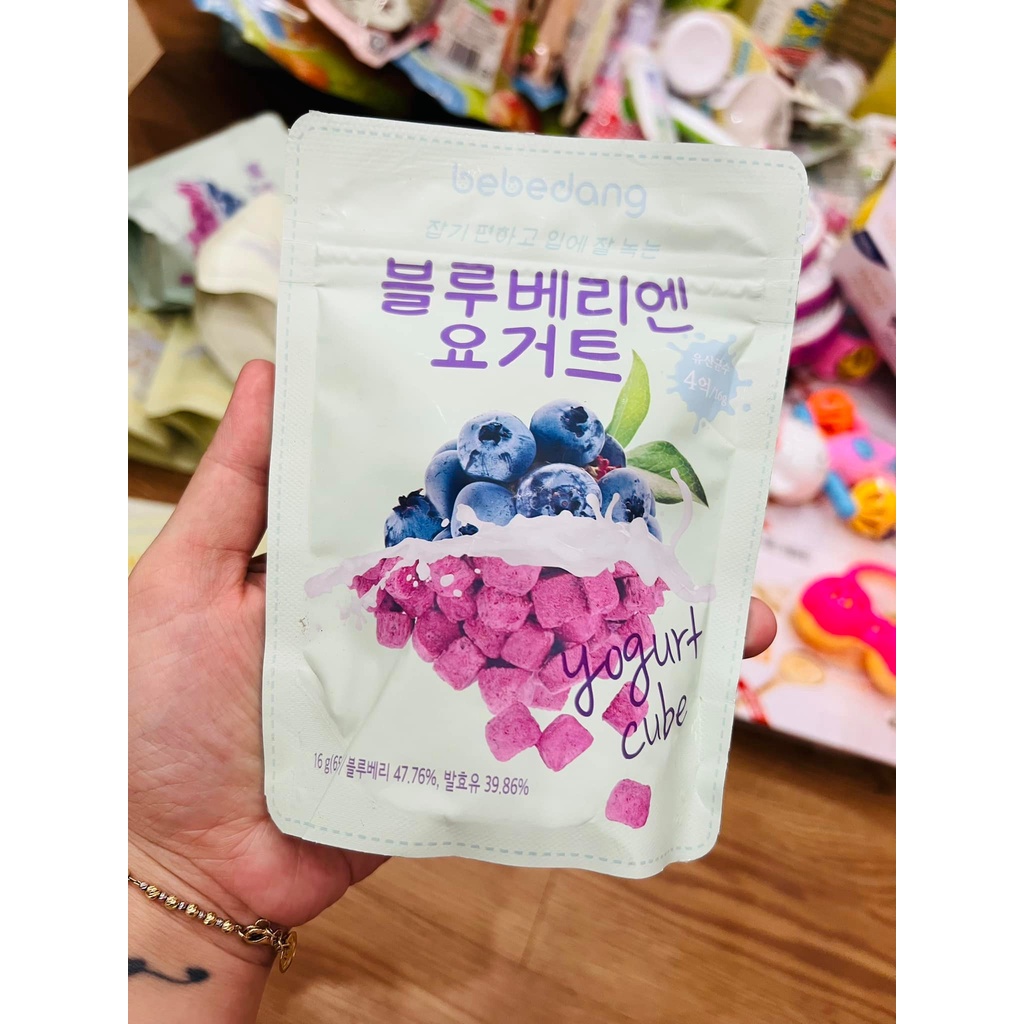 bebedang
잡기 편하고 입에 잘 녹는
블루베리엔
요거트
유산균수
4억/16g
yogurt
cube
블루베리 47.76%, 발효유 39.86%
16 g